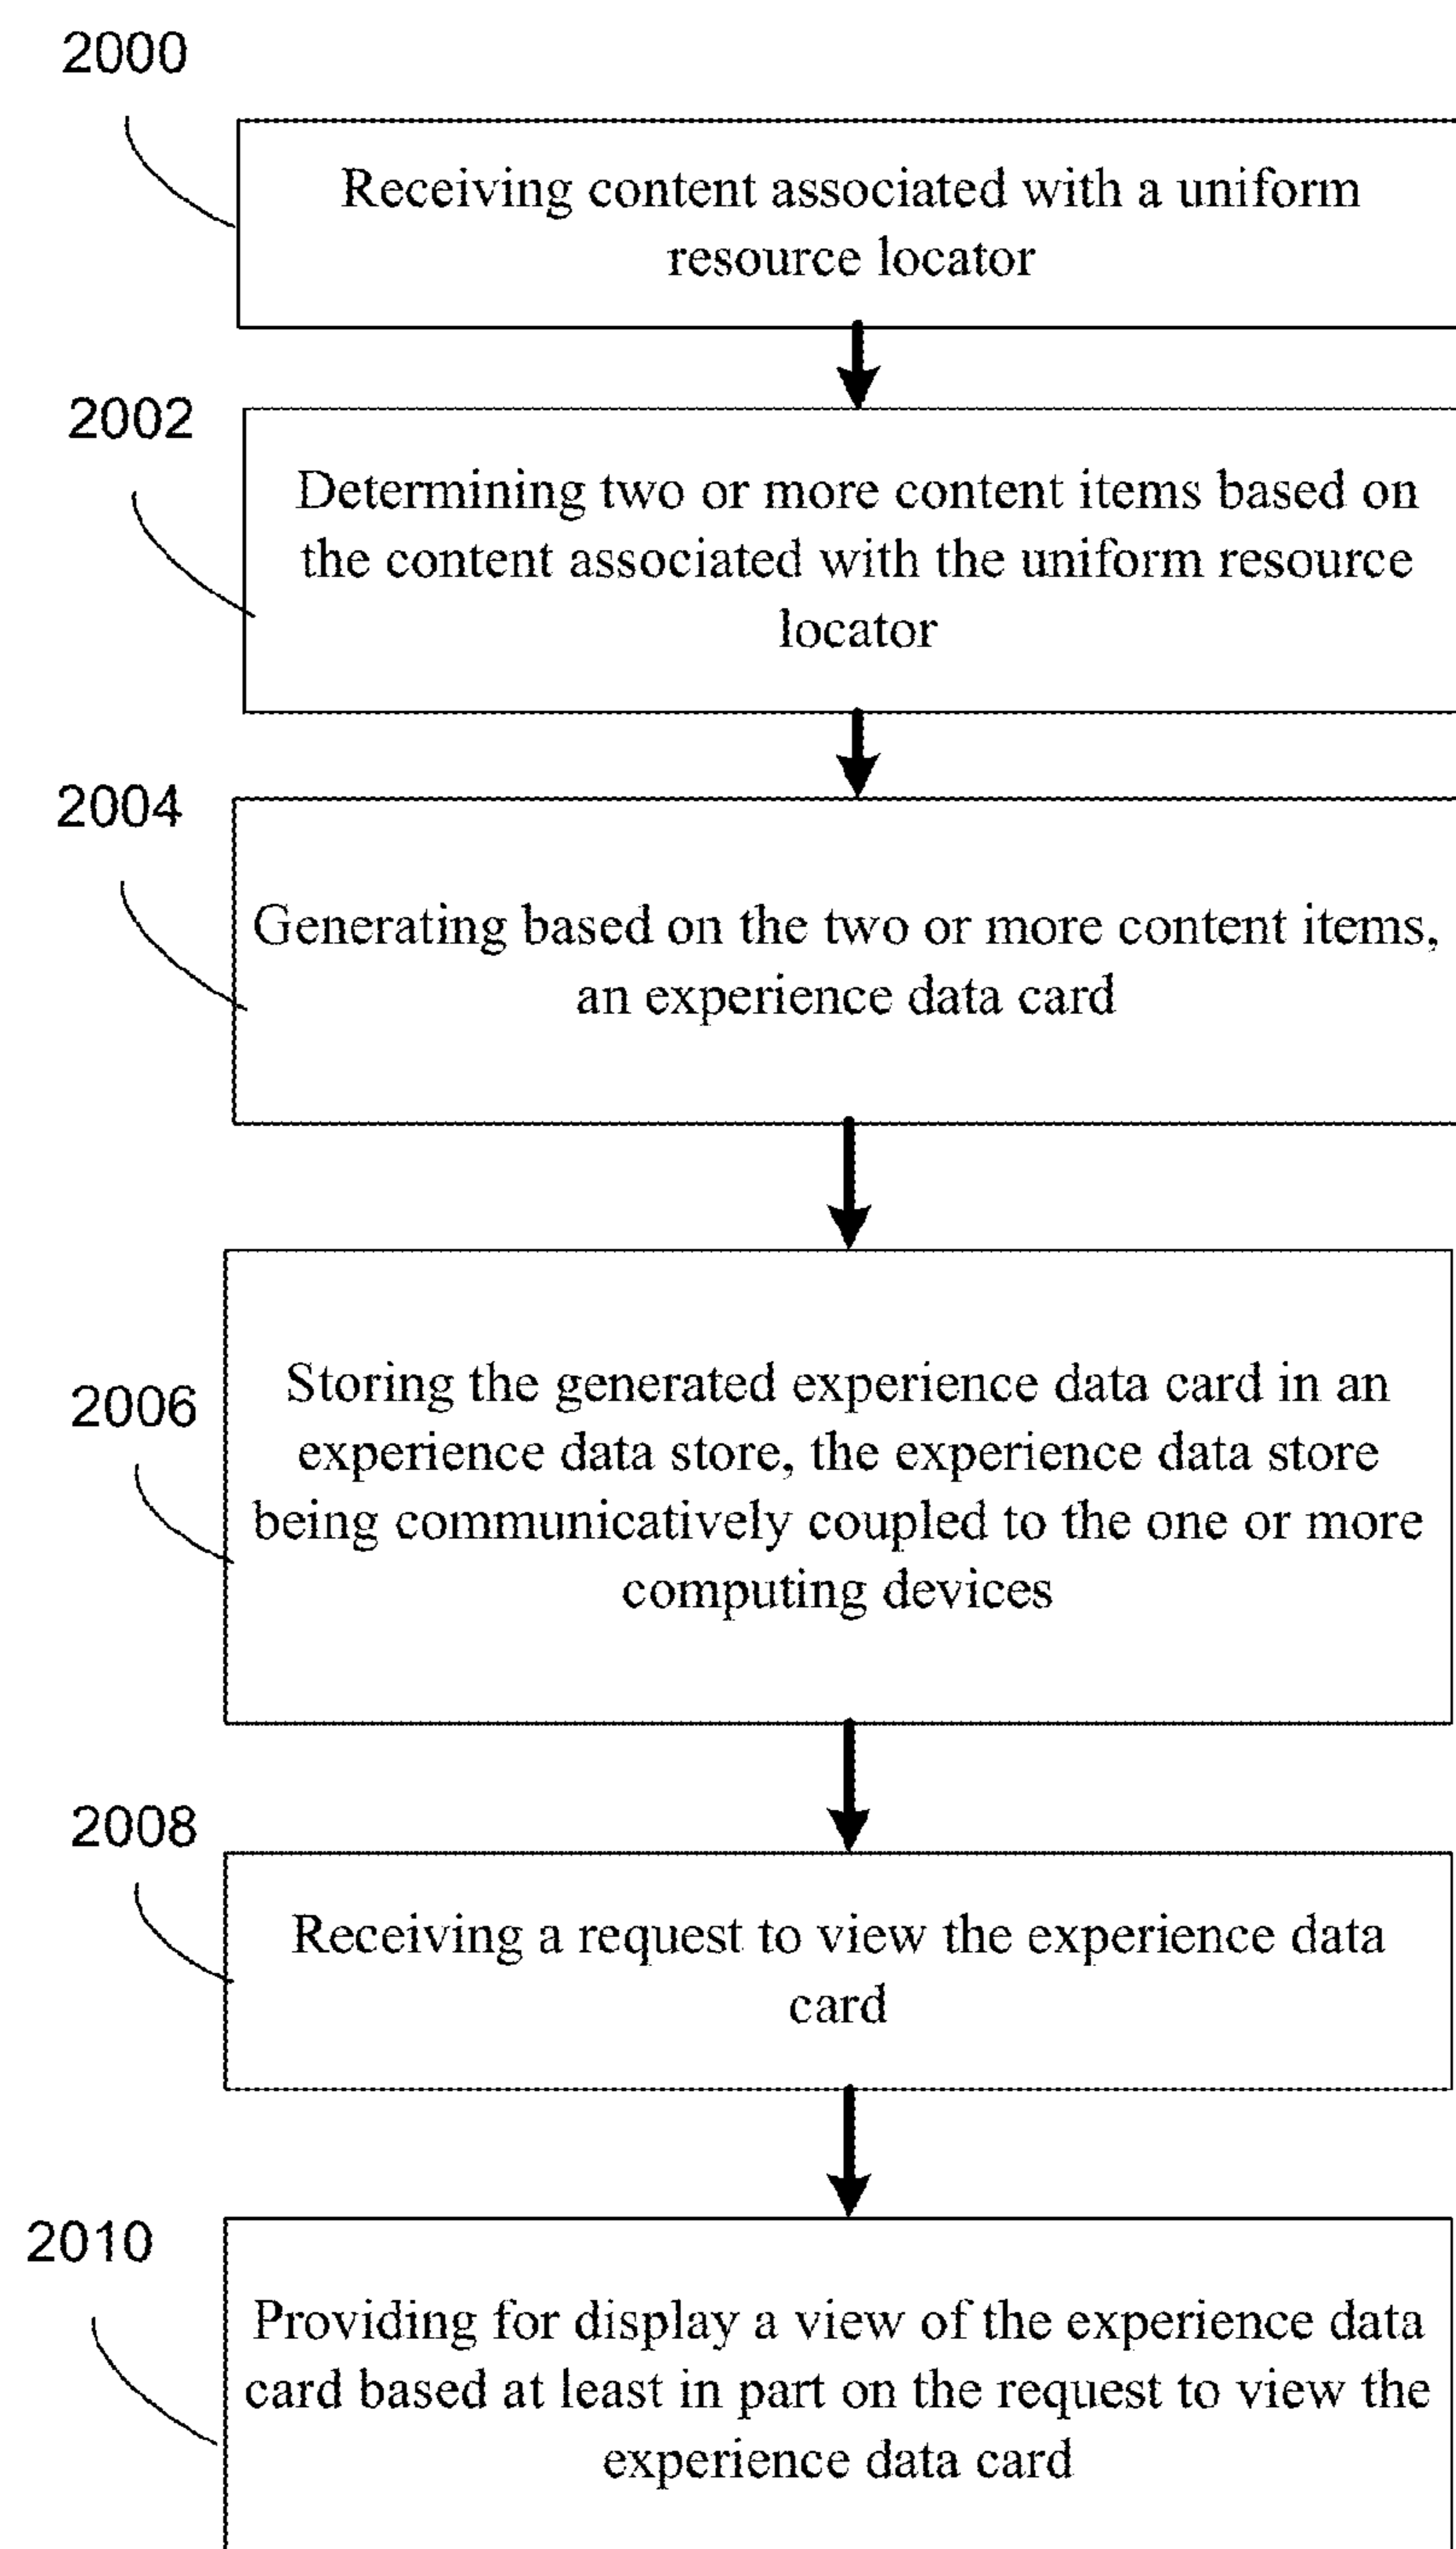 2000
Receiving content associated with a uniform
resource locator
2002
Determining two or more content items based on
the content associated with the uniform resource
locator
2004
Generating based on the two or more content items,
an experience data card
2006
Storing the generated experience data card in an
experience data store, the experience data store
being communicatively coupled to the one or more
computing devices
2008
Receiving a request to view the experience data
card
2010
Providing for display a view of the experience data
card based at least in part on the request to view the
experience data card